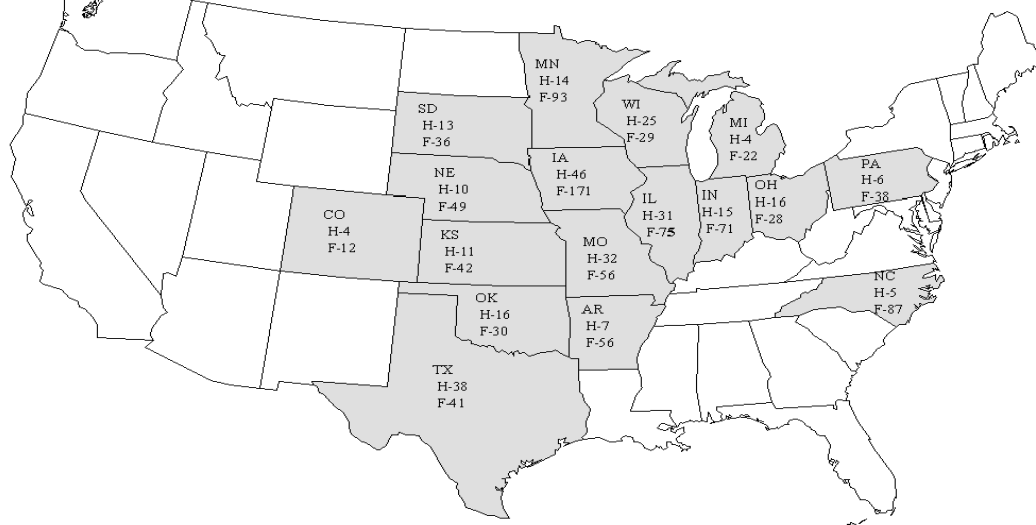 MN
H-14
F-93
SD
H-13
F-36
WI
H-25
F-29
MI
H-4
F-22
NE
H-10
F-49
IA
H-46
F-171
PA
H-6
F-38
CO
H-4
F-12
KS
H-11
F-42
MO
H-32
F-56
IL
H-31
F-75
IN
H-15
F-71
OH
H-16
F-28
NC
H-5
F-87
OK
H-16
F-30
AR
H-7
F-56
TX
H-38
F-41